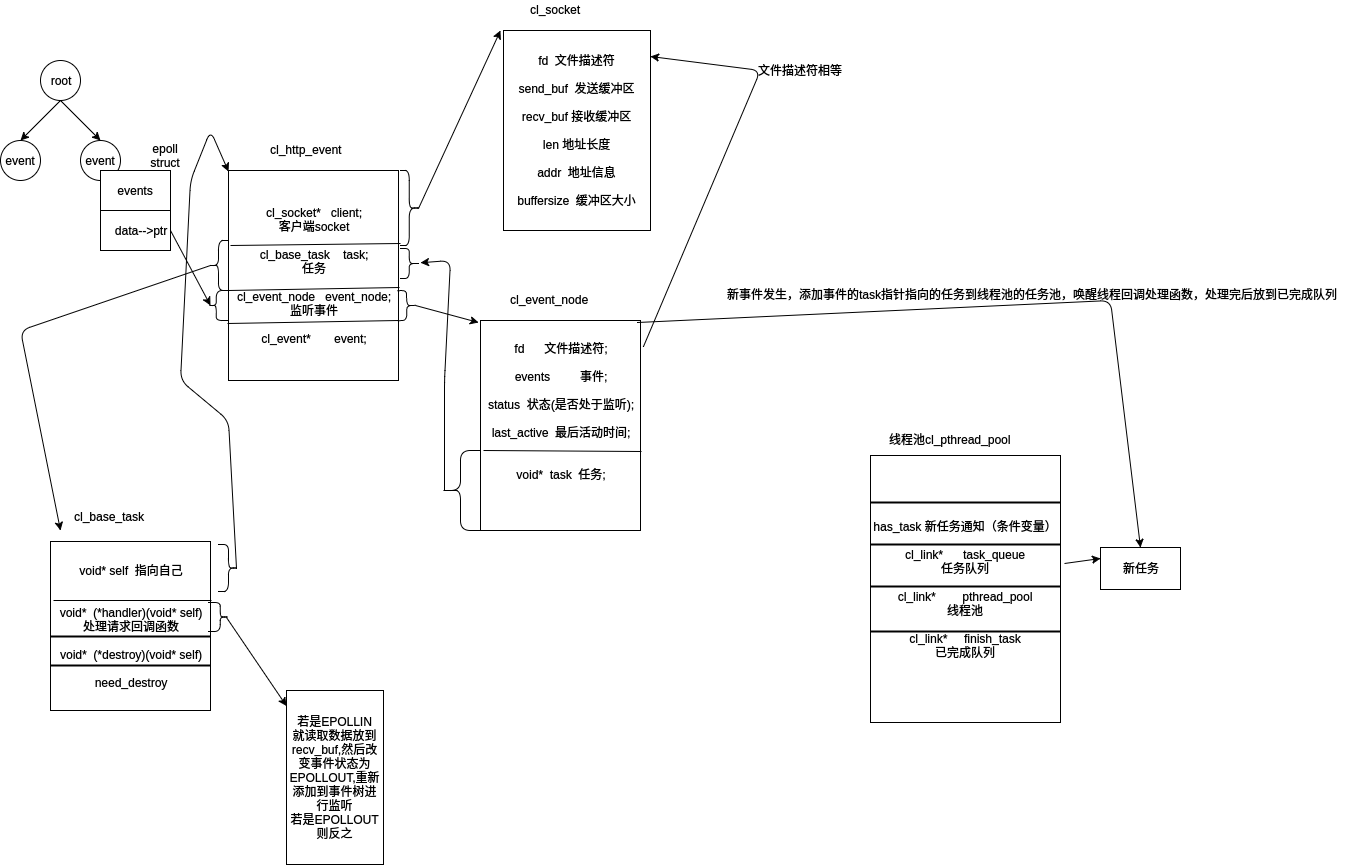 cl_socket
fd  文件描述符
send_buf  发送缓冲区
recv_buf 接收缓冲区
len 地址长度
addr  地址信息
buffersize  缓冲区大小
文件描述符相等
root
event
event
epoll
struct
events
data-->ptr
cl_http_event
cl_socket*   client;
客户端socket
cl_base_task    task;
任务
cl_event_node   event_node;
监听事件
cl_event*       event;
cl_event_node
fd      文件描述符;
events         事件;
status  状态(是否处于监听);
last_active  最后活动时间;
void*  task  任务;
新事件发生，添加事件的task指针指向的任务到线程池的任务池，唤醒线程回调处理函数，处理完后放到已完成队列
cl_base_task
void* self  指向自己
void*  (*handler)(void* self)
处理请求回调函数
void*  (*destroy)(void* self)
need_destroy
若是EPOLLIN
就读取数据放到
recv_buf,然后改
变事件状态为
EPOLLOUT,重新
添加到事件树进
行监听
若是EPOLLOUT
则反之
线程池cl_pthread_pool
has_task 新任务通知（条件变量）
cl_link*      task_queue
任务队列
cl_link*        pthread_pool
线程池
cl_link*     finish_task
已完成队列
新任务